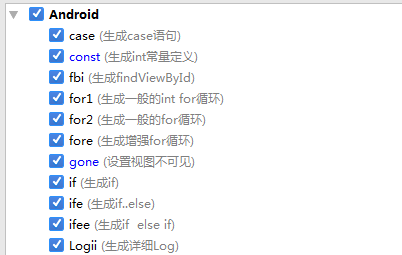 Android
case (生成case语句)
const (生成int常量定义)
fbi (生成findViewById)
for1 (生成一般的int for循环)
for2 (生成一般的for循环)
fore (生成增强for循环)
gone (设置视图不可见)
if (生成if)
ife (生成if..else)
ifee (生成if  else if)
Logii (生成详细Log)